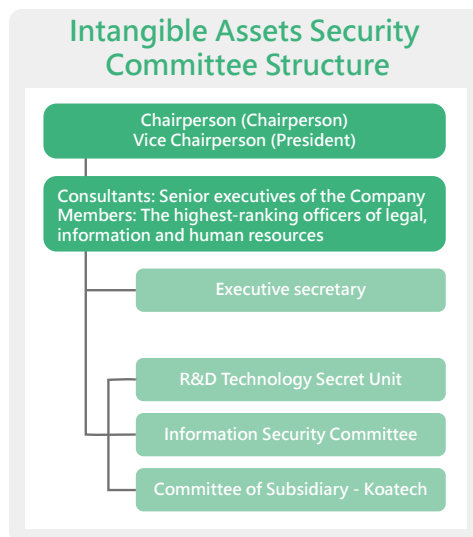 Intangible Assets Security
Committee Structure
Chairperson (Chairperson)
Vice Chairperson (President)
Consultants: Senior executives of the Company
Members: The highest-ranking officers of legal,
information and human resources
Executive secretary
R&D Technology Secret Unit
Information Security Committee
Committee of Subsidiary - Koatech